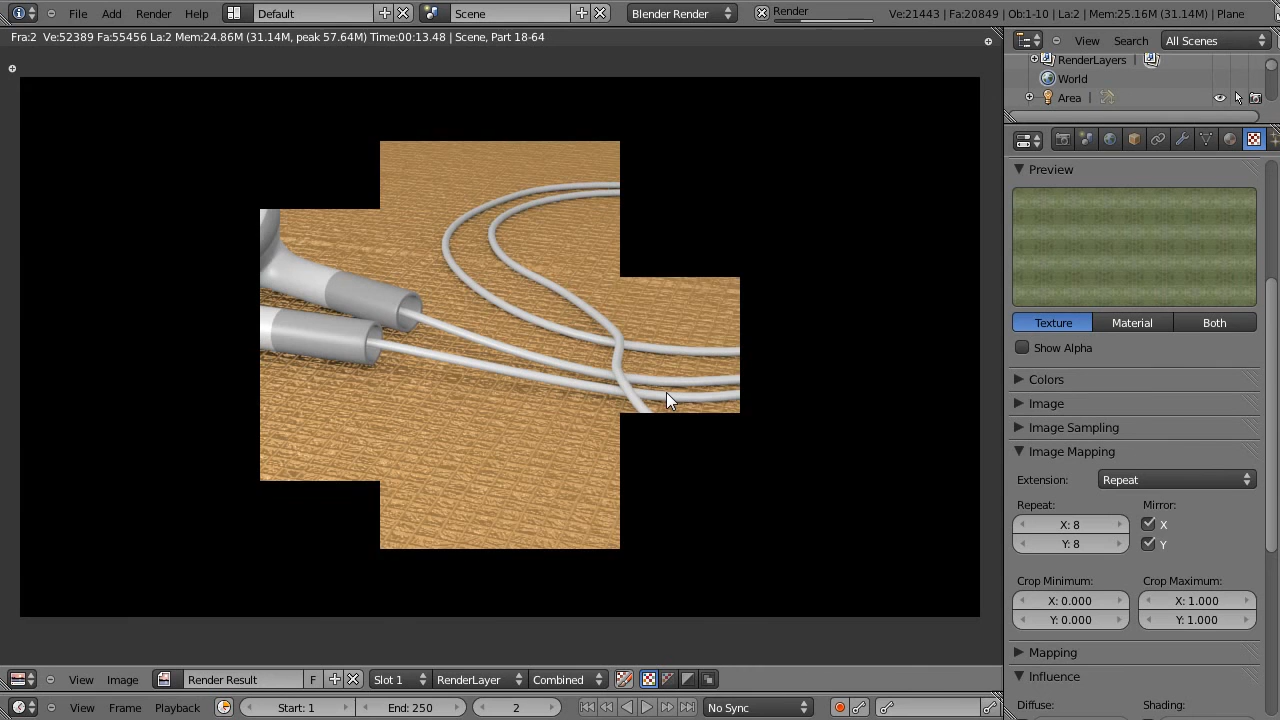 File Add Render Help Default Scene Blender Render Render Ve:21443 | Fa:20849 | Ob:1-10 | La:2 | Mem:25.16M (31.14M) | Plane
Fra:2 Ve:52389 Fa:55456 La:2 Mem:24.86M (31.14M, peak 57.64M) Time:00:13.48 | Scene, Part 18-64
View Search All Scenes
RenderLayers |
World
Area |
Preview
Texture Material Both
Show Alpha
Colors
Image
Image Sampling
Image Mapping
Extension: Repeat
Repeat: Mirror:
X: 8 X
Y: 8 Y
Crop Minimum: Crop Maximum:
X: 0.000 X: 1.000
Y: 0.000 Y: 1.000
Mapping
Influence
Diffuse: Shading:
View Image Render Result F Slot 1 RenderLayer Combined
View Frame Playback Start: 1 End: 250 2 No Sync